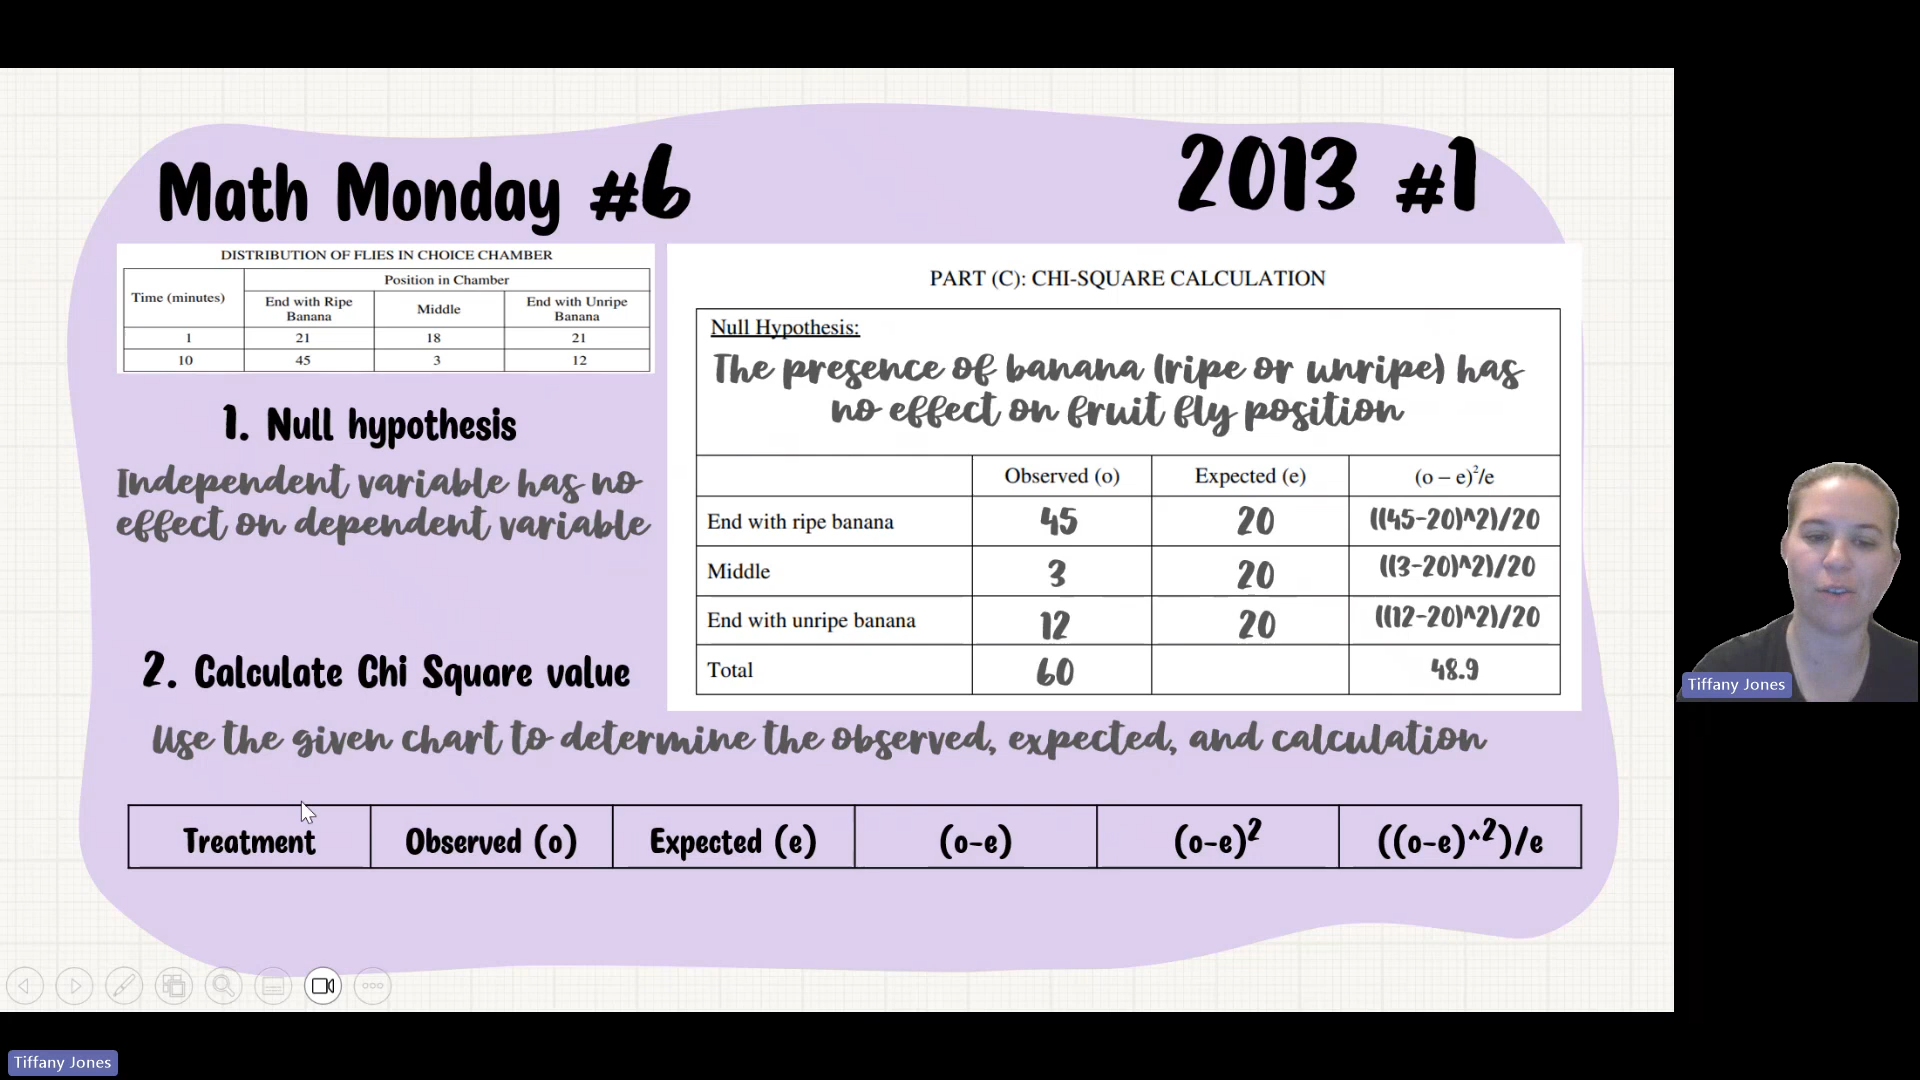 Math Monday #6
2013 #1
DISTRIBUTION OF FLIES IN CHOICE CHAMBER
Time (minutes)
Position in Chamber
End with Ripe Banana
Middle
End with Unripe Banana
1 21 18 21
10 45 3 12
1. Null hypothesis
Independent variable has no
effect on dependent variable
2. Calculate Chi Square value
PART (C): CHI-SQUARE CALCULATION
Null Hypothesis:
The presence of banana (ripe or unripe) has
no effect on fruit fly position
Observed (o) Expected (e) (o – e)²/e
End with ripe banana 45 20 ((45-20)^2)/20
Middle 3 20 ((3-20)^2)/20
End with unripe banana 12 20 ((12-20)^2)/20
Total 60 48.9
Use the given chart to determine the observed, expected, and calculation
Treatment Observed (o) Expected (e) (o-e) (o-e)² ((o-e)^2)/e
Tiffany Jones
Tiffany Jones